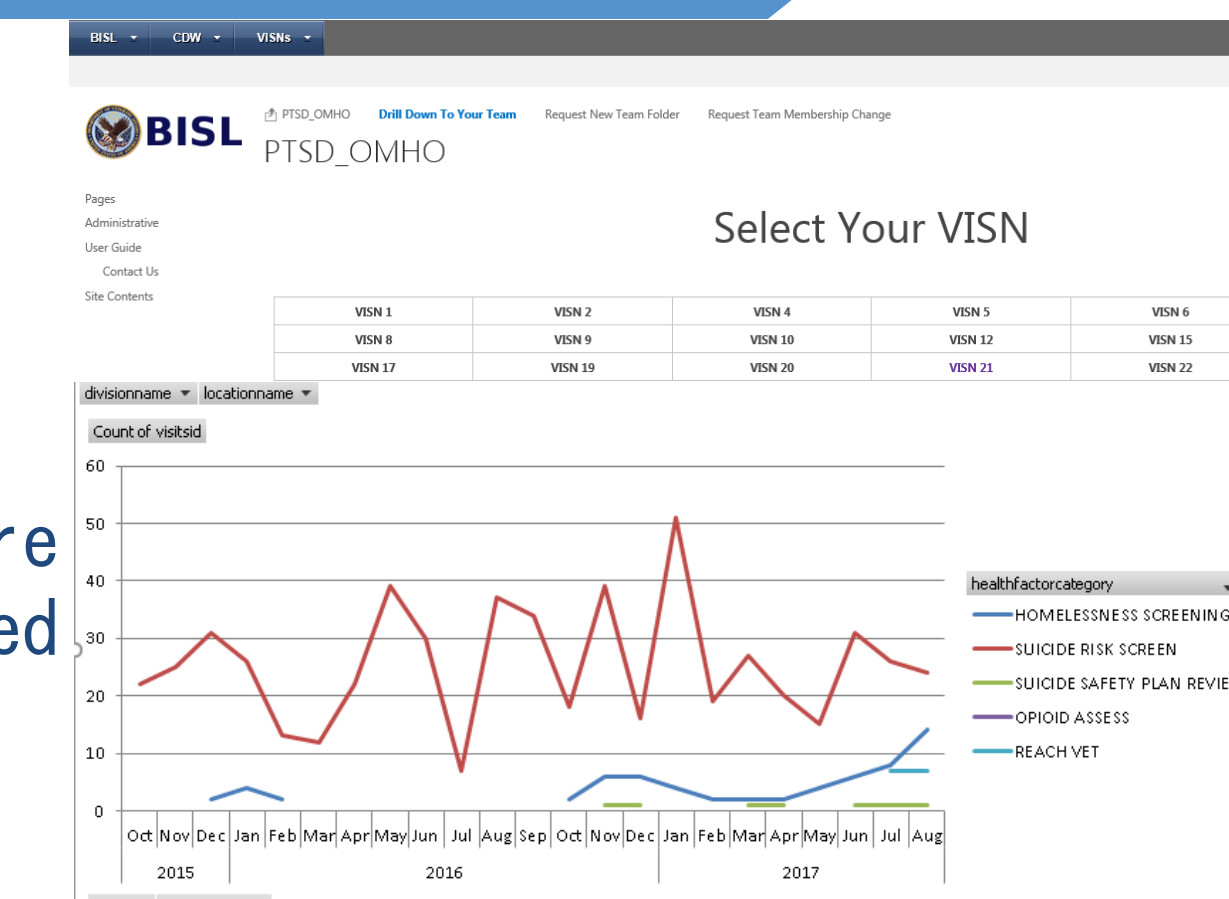 BISL CDW VISNs
BISL
PTSD_OMHO Drill Down To Your Team Request New Team Folder Request Team Membership Change
PTSD_OMHO
Pages
Administrative
User Guide
Contact Us
Site Contents
Select Your VISN
VISN 1 VISN 2 VISN 4 VISN 5 VISN 6
VISN 8 VISN 9 VISN 10 VISN 12 VISN 15
VISN 17 VISN 19 VISN 20 VISN 21 VISN 22
divisionname locationname
Count of visitsid
60
50
40
30
20
10
0
Oct Nov Dec Jan Feb Mar Apr May Jun Jul Aug Sep Oct Nov Dec Jan Feb Mar Apr May Jun Jul Aug
2015 2016 2017
healthfactorcategory
HOMELESSNESS SCREENING
SUICIDE RISK SCREEN
SUICIDE SAFETY PLAN REVIE
OPIOID ASSESS
REACH VET
re
ed